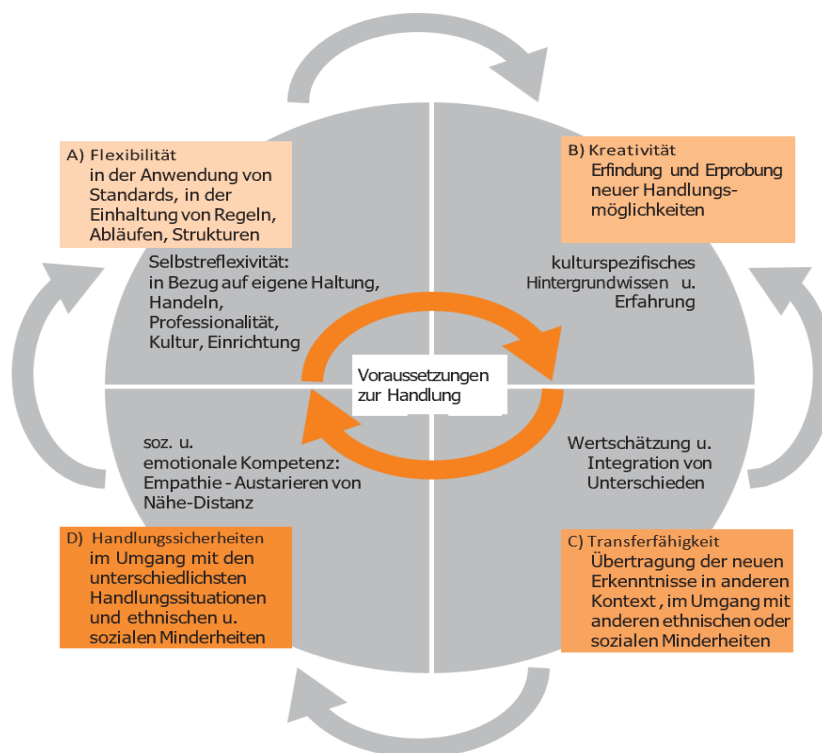 A) Flexibilität
in der Anwendung von
Standards, in der
Einhaltung von Regeln,
Abläufen, Strukturen
Selbstreflexivität:
in Bezug auf eigene Haltung,
Handeln,
Professionalität,
Kultur, Einrichtung
B) Kreativität
Erfindung und Erprobung
neuer Handlungs-
möglichkeiten
kulturspezifisches
Hintergrundwissen u.
Erfahrung
Voraussetzungen
zur Handlung
soz. u.
emotionale Kompetenz:
Empathie - Austarieren von
Nähe-Distanz
D) Handlungssicherheiten
im Umgang mit den
unterschiedlichsten
Handlungssituationen
und ethnischen u.
sozialen Minderheiten
Wertschätzung u.
Integration von
Unterschieden
C) Transferfähigkeit
Übertragung der neuen
Erkenntnisse in anderen
Kontext , im Umgang mit
anderen ethnischen oder
sozialen Minderheiten